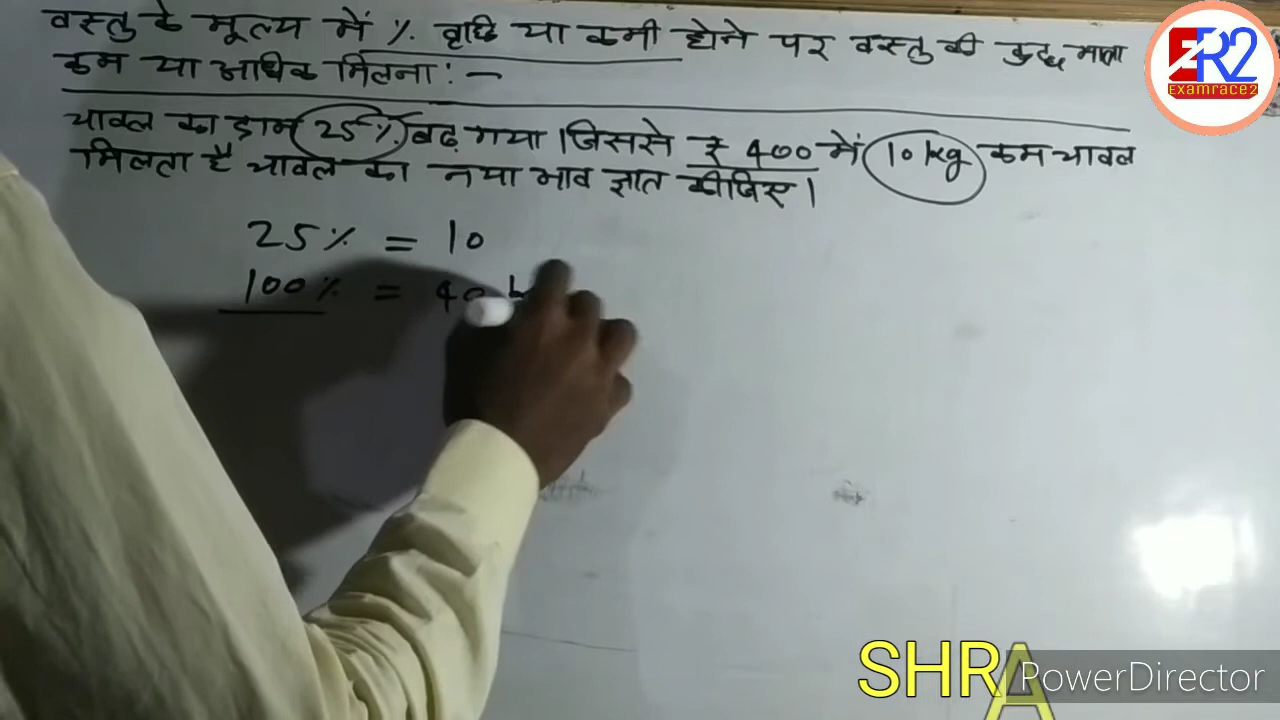 वस्तु के मूल्य में % वृद्धि या कमी होने पर वस्तु की कुछ मात्रा
कम या अधिक मिलना : -
चावल का दाम 25% बढ़ गया । जिससे ₹ 400 में 10 kg कम चावल
मिलता है चावल का नया भाव ज्ञात कीजिए ।
25% = 10
100% = 40
ER2
Examrace2
SHRA
PowerDirector